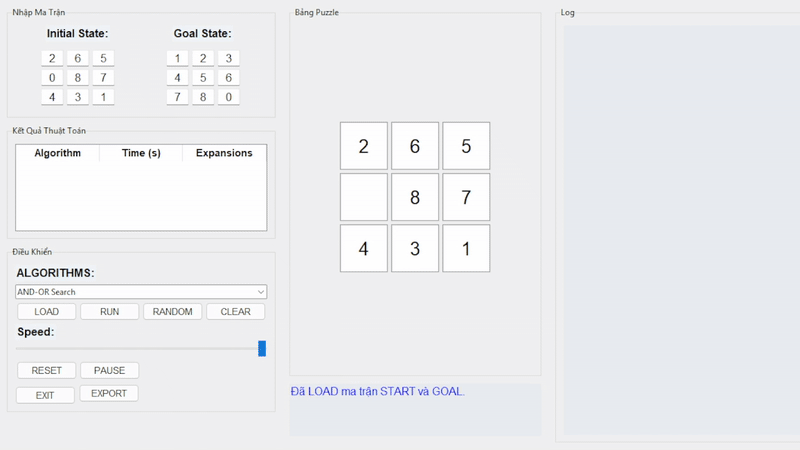 Nhập Ma Trận
Initial State:
Goal State:
2 6 5
0 8 7
4 3 1
1 2 3
4 5 6
7 8 0
Kết Quả Thuật Toán
Algorithm Time (s) Expansions
Điều Khiển
ALGORITHMS:
AND-OR Search
LOAD RUN RANDOM CLEAR
Speed:
RESET PAUSE
EXIT EXPORT
Bảng Puzzle
2 6 5
8 7
4 3 1
Đã LOAD ma trận START và GOAL.
Log